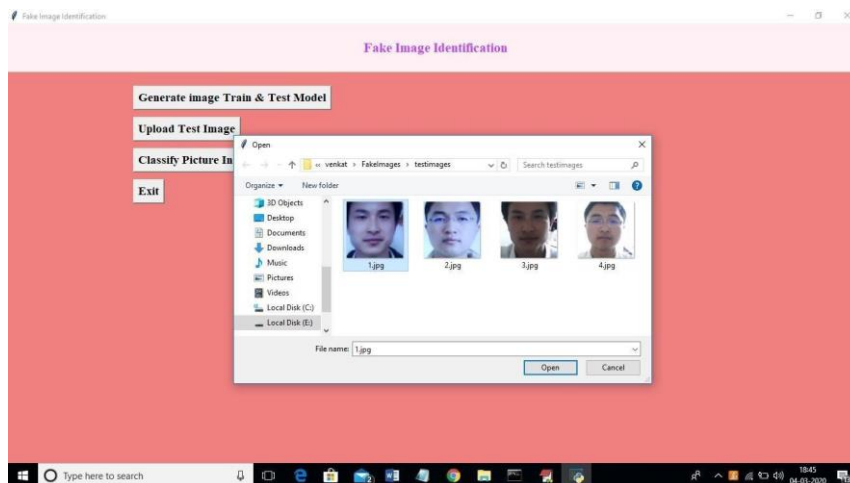 Fake Image Identification
Fake Image Identification
Generate image Train & Test Model
Upload Test Image
Classify Picture In
Exit
Open
« venkat > FakeImages > testimages
Search testimages
Organize
New folder
3D Objects
Desktop
Documents
Downloads
Music
Pictures
Videos
Local Disk (C:)
Local Disk (E:)
1.jpg
2.jpg
3.jpg
4.jpg
File name: 1.jpg
Open
Cancel
Type here to search
18:45
04-03-2020